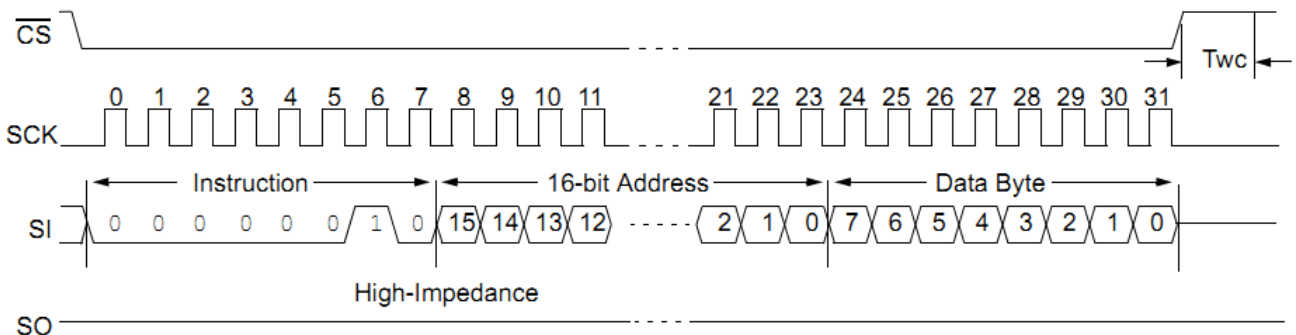 CS
Twc
0 1 2 3 4 5 6 7 8 9 10 11 21 22 23 24 25 26 27 28 29 30 31
SCK
Instruction 16-bit Address Data Byte
SI 0 0 0 0 0 0 1 0 15 14 13 12 2 1 0 7 6 5 4 3 2 1 0
High-Impedance
SO